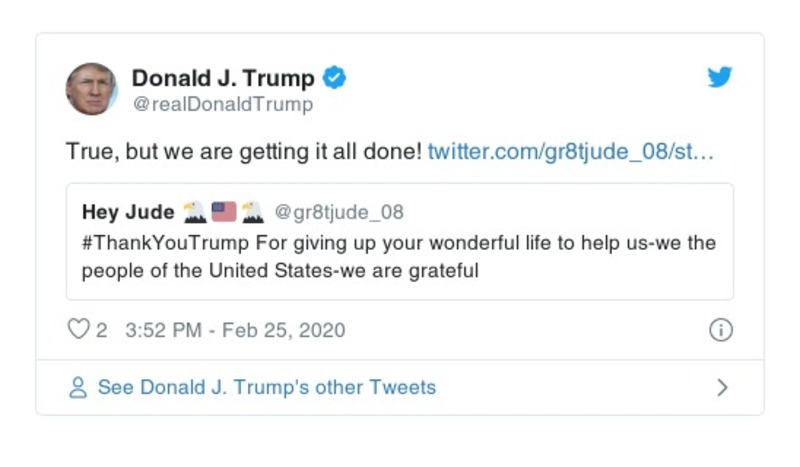 Donald J. Trump
@realDonaldTrump
True, but we are getting it all done! twitter.com/gr8tjude_08/st…
Hey Jude 🦅🇺🇸🦅 @gr8tjude_08
#ThankYouTrump For giving up your wonderful life to help us-we the
people of the United States-we are grateful
2 3:52 PM - Feb 25, 2020
See Donald J. Trump's other Tweets